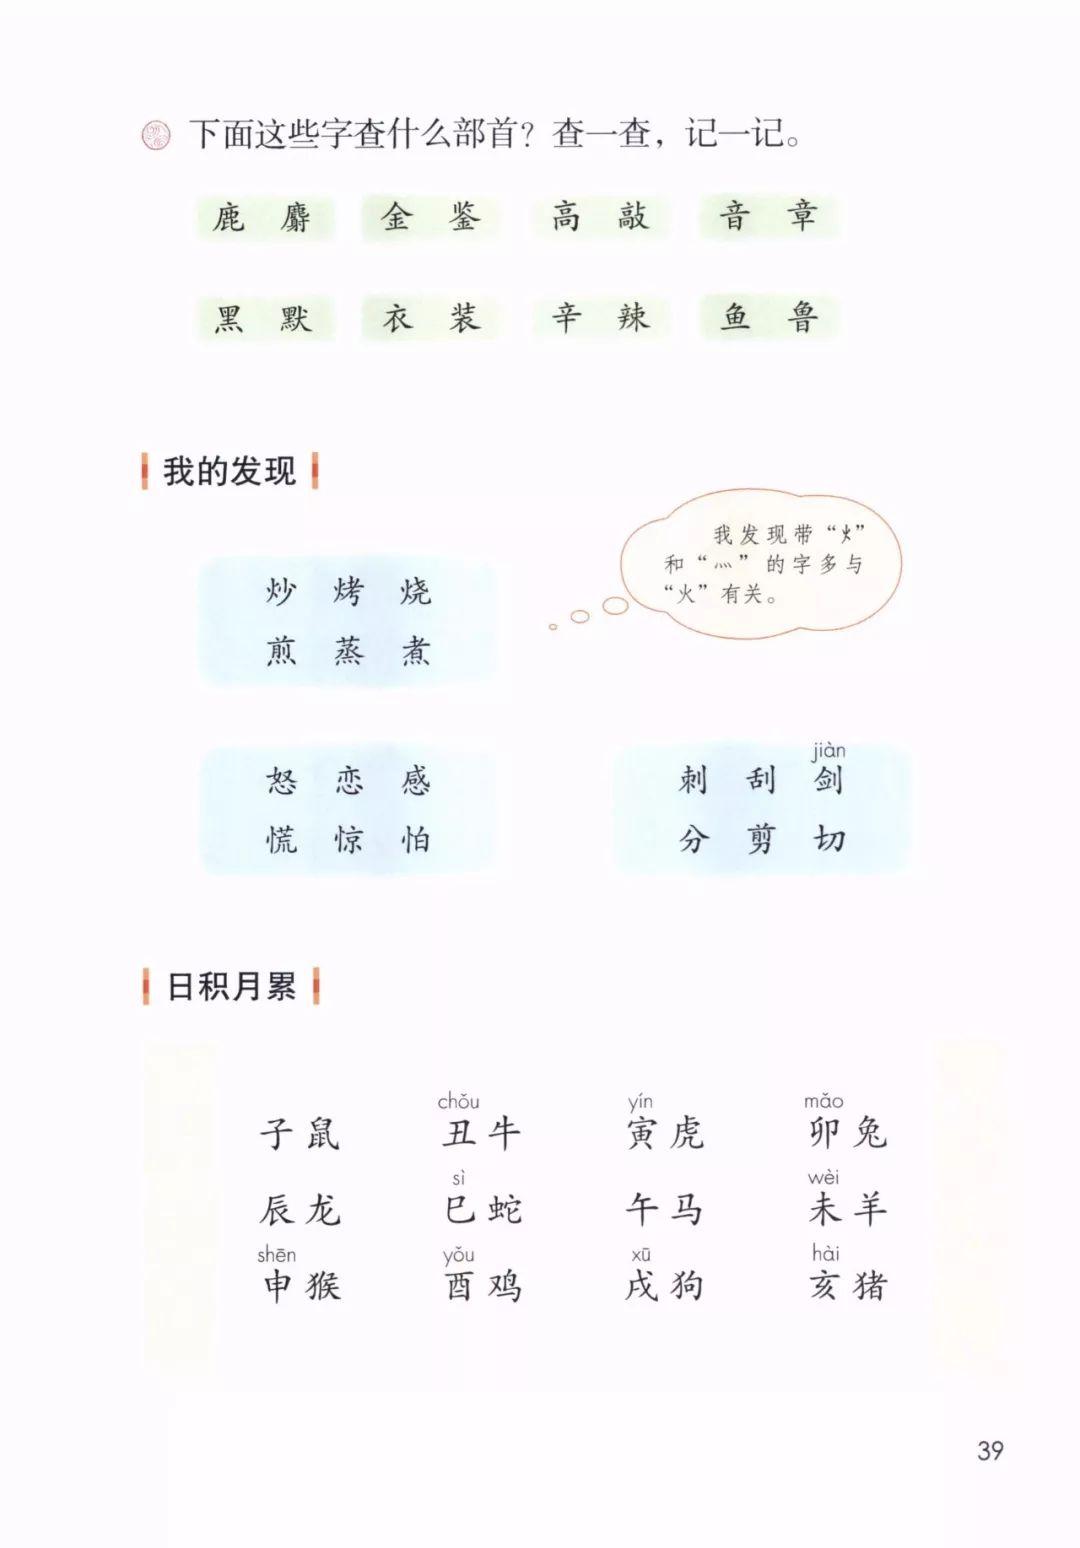 下面这些字查什么部首？查一查，记一记。
鹿 麝 金 鉴 高 敲 音 章
黑 默 衣 装 辛 辣 鱼 鲁
我的发现
我发现带“火”
和“灬”的字多与
“火”有关。
炒 烤 烧
煎 蒸 煮
怒 恋 感
慌 惊 怕
jiàn
刺 刮 剑
分 剪 切
日积月累
chǒu yín mǎo
子鼠 丑牛 寅虎 卯兔
sì wèi
辰龙 巳蛇 午马 未羊
shēn yǒu xū hài
申猴 酉鸡 戌狗 亥猪
39